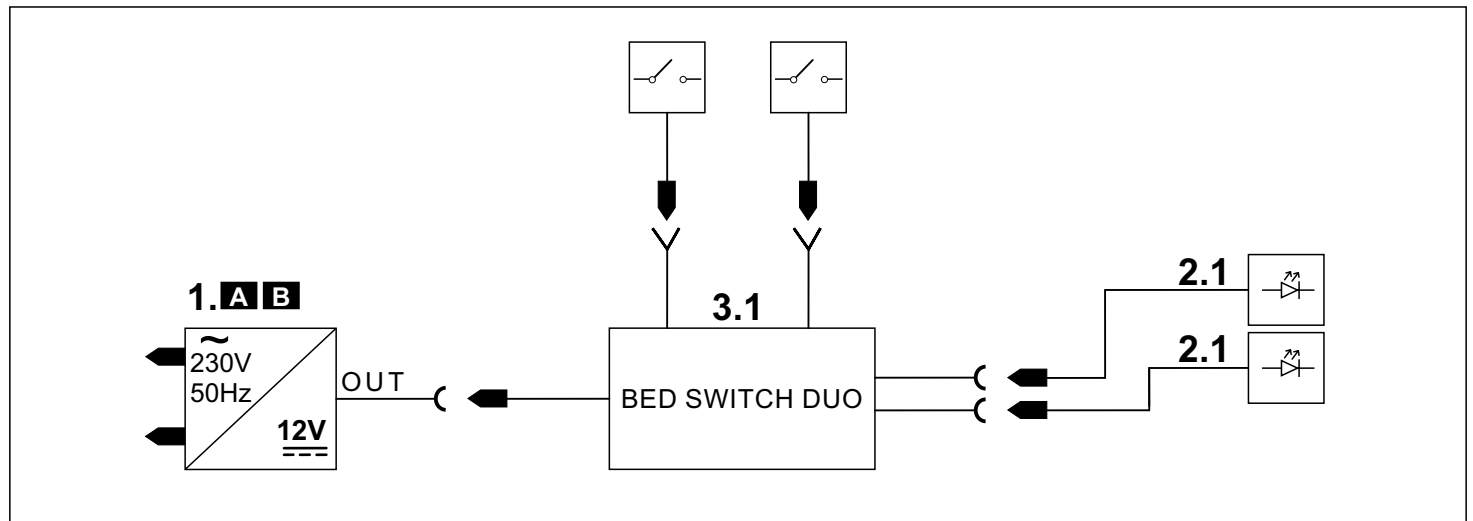 1. A B
~
230V
50Hz
12V
OUT
3.1
BED SWITCH DUO
2.1
2.1